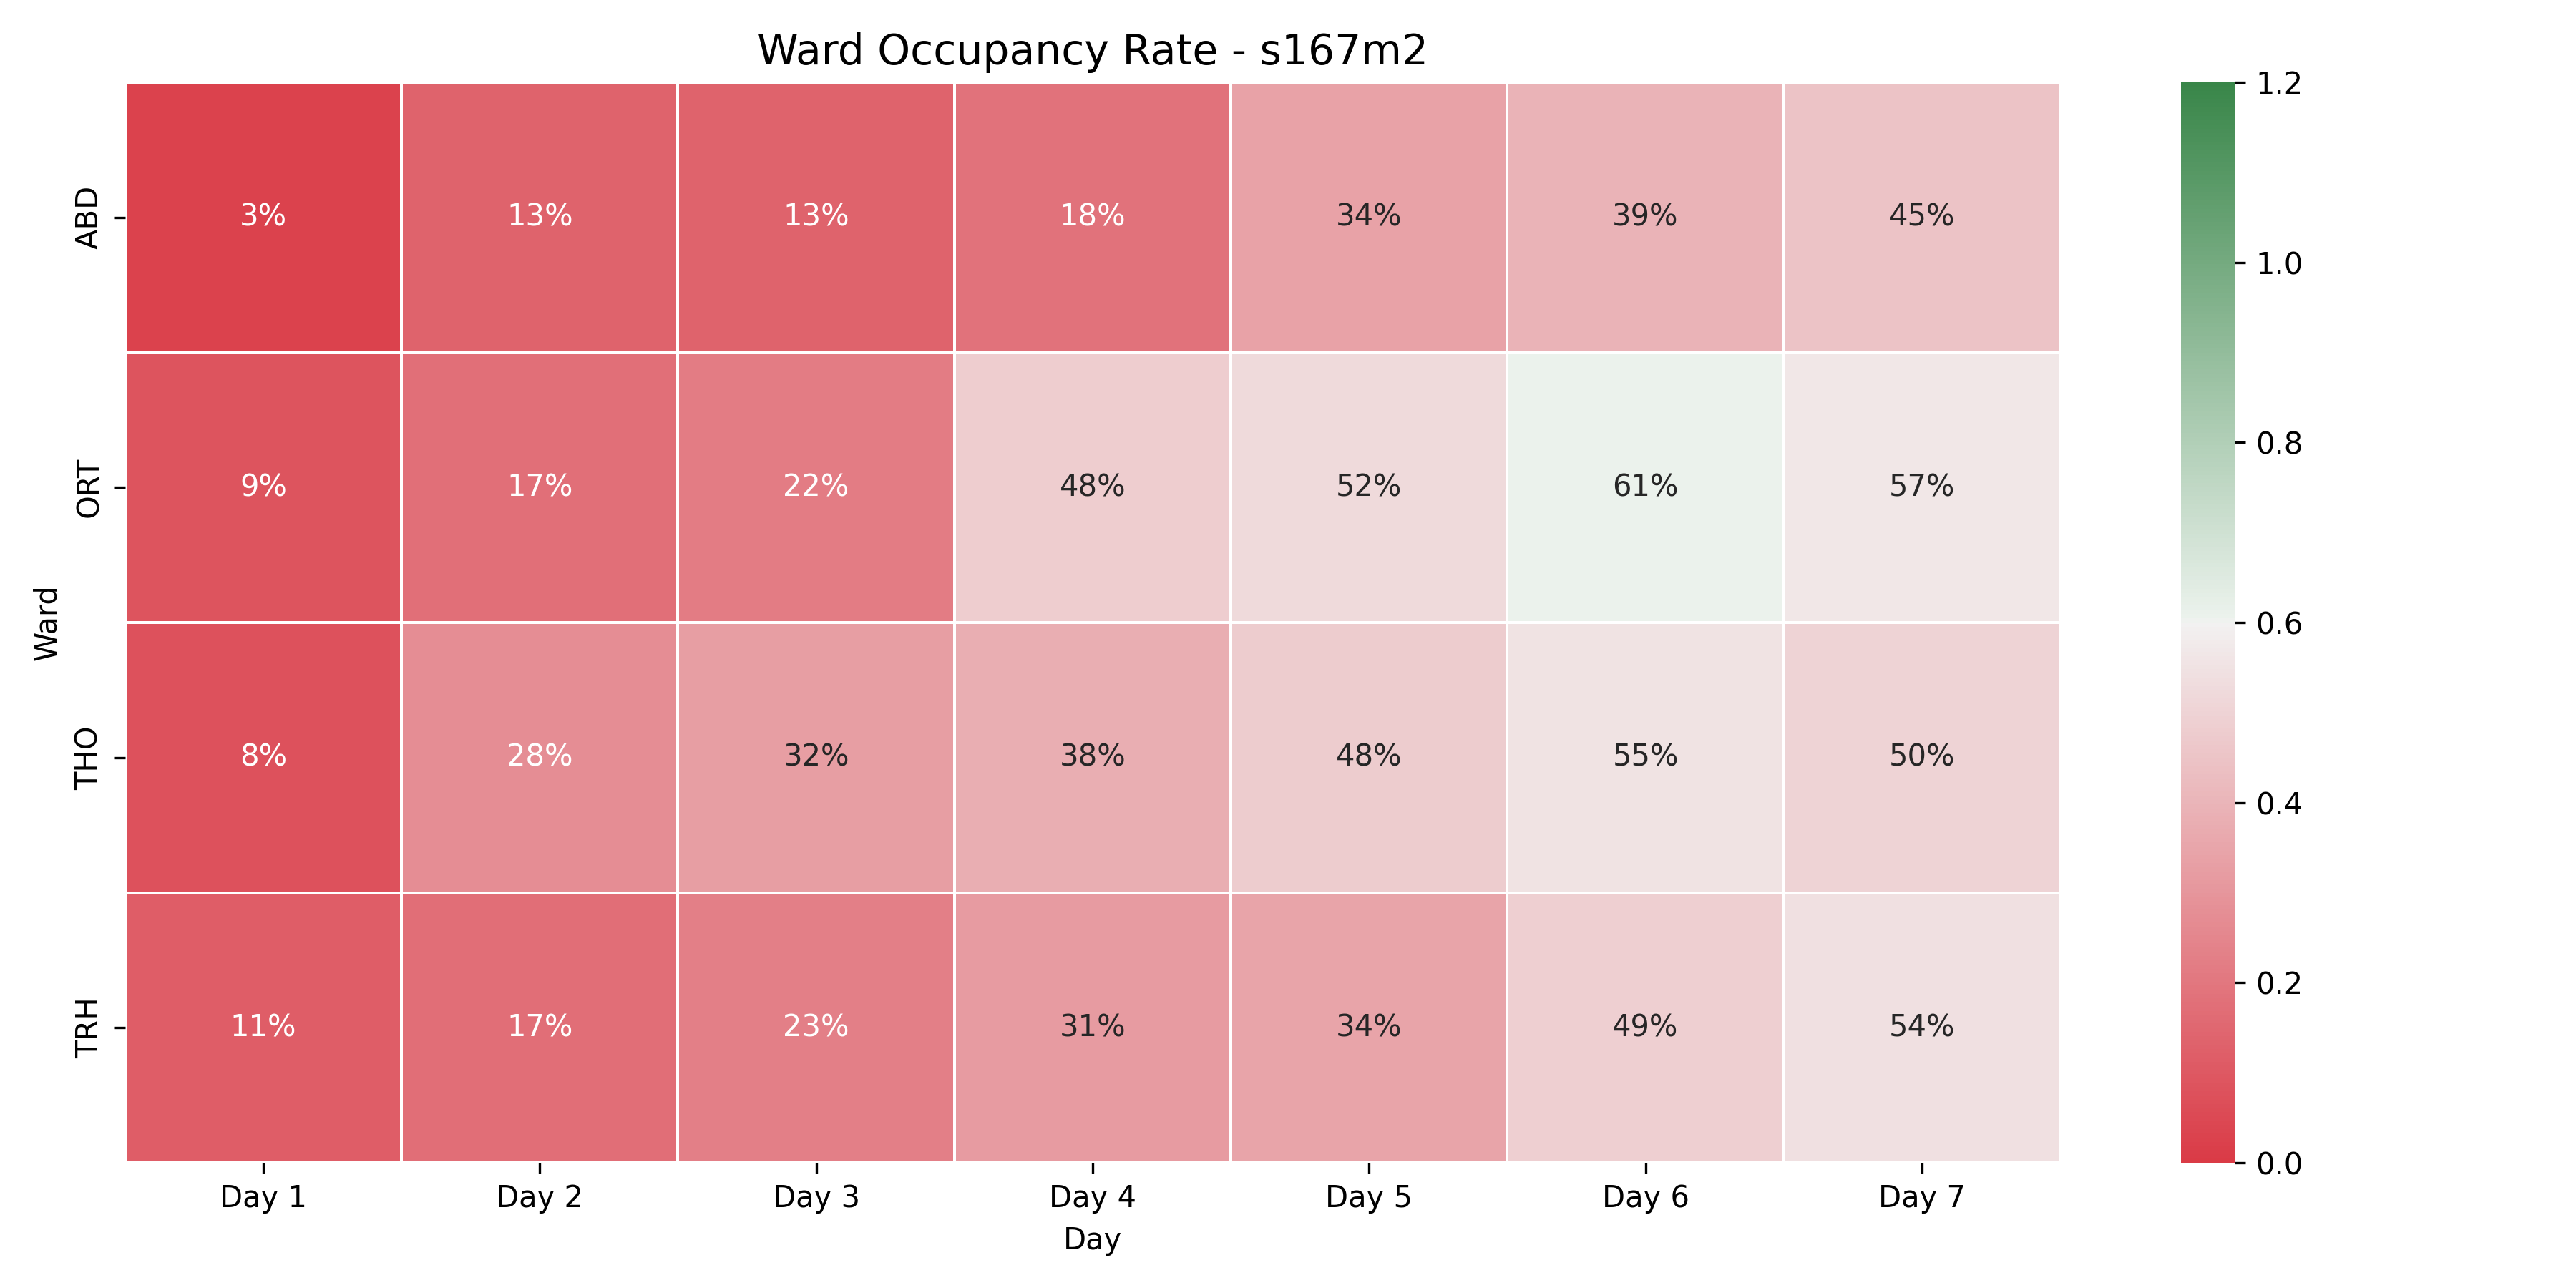 Ward Occupancy Rate - s167m2
Ward
ABD 3% 13% 13% 18% 34% 39% 45%
ORT 9% 17% 22% 48% 52% 61% 57%
THO 8% 28% 32% 38% 48% 55% 50%
TRH 11% 17% 23% 31% 34% 49% 54%
Day 1 Day 2 Day 3 Day 4 Day 5 Day 6 Day 7
Day
1.2
1.0
0.8
0.6
0.4
0.2
0.0